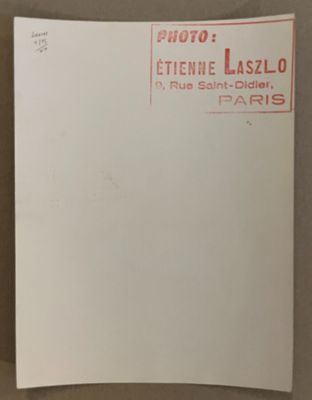 PHOTO:
ÉTIENNE LASZLO
9, Rue Saint-Didier,
PARIS